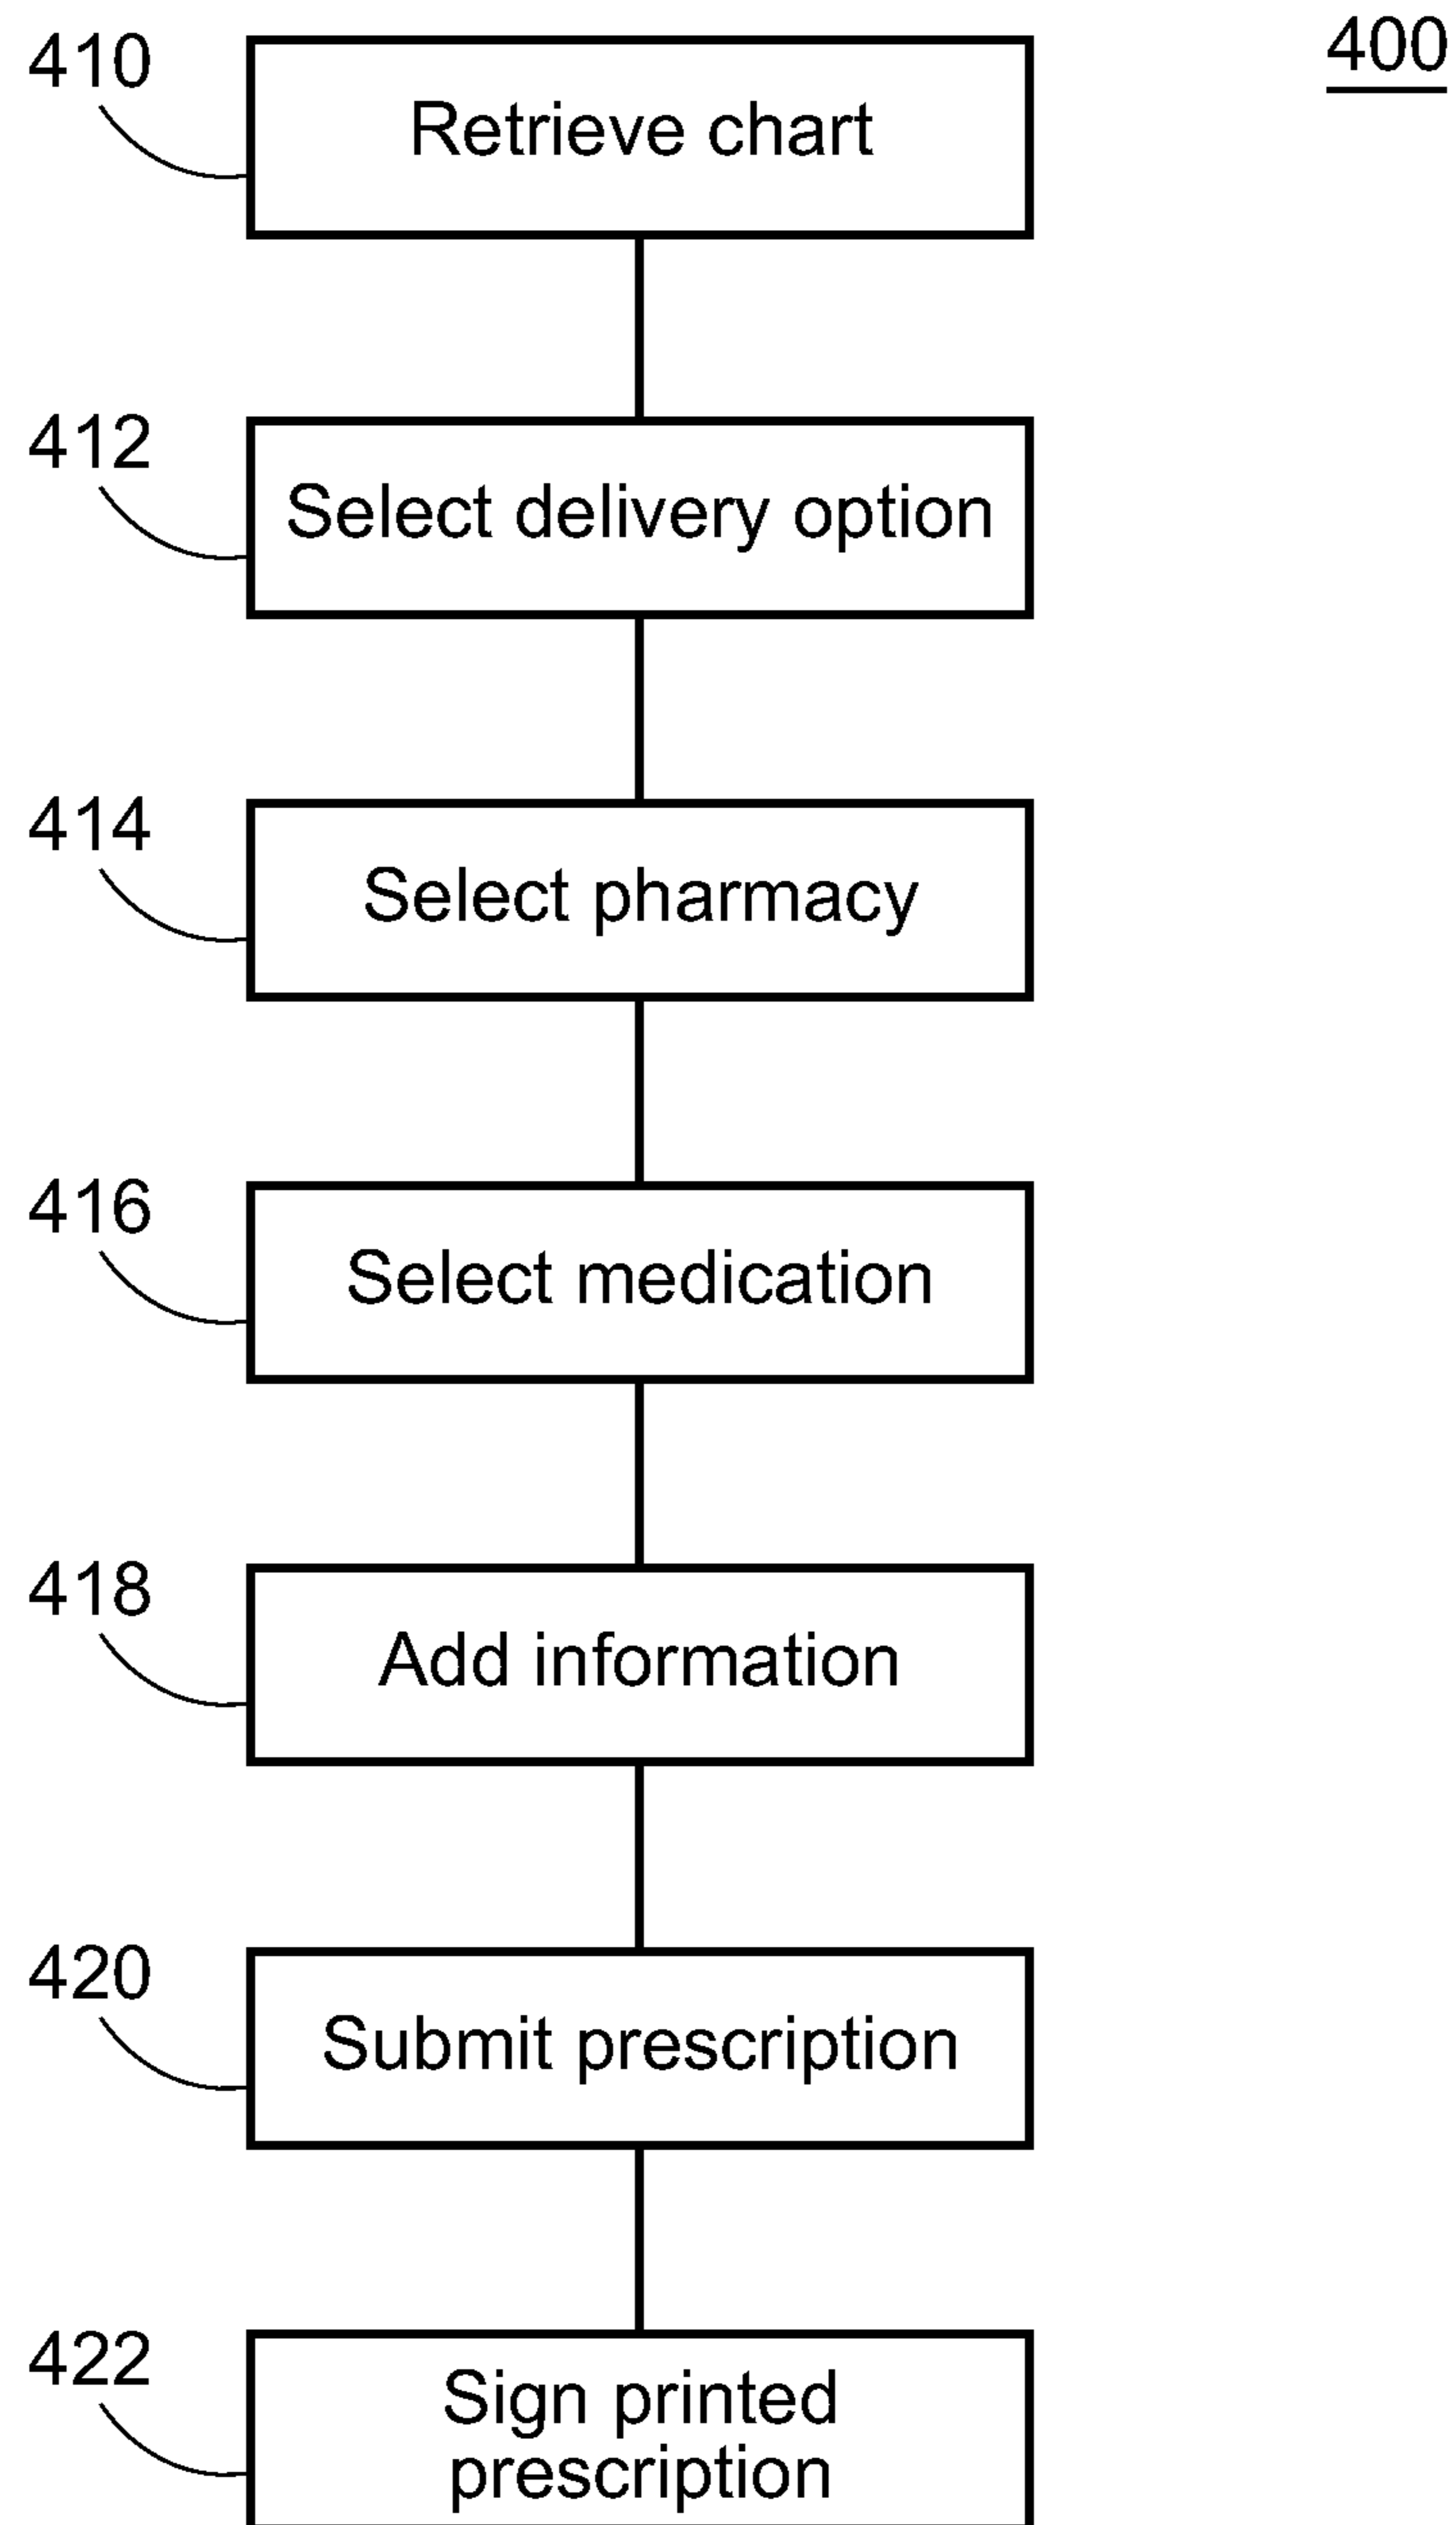 410
400
Retrieve chart
412
Select delivery option
414
Select pharmacy
416
Select medication
418
Add information
420
Submit prescription
422
Sign printed
prescription